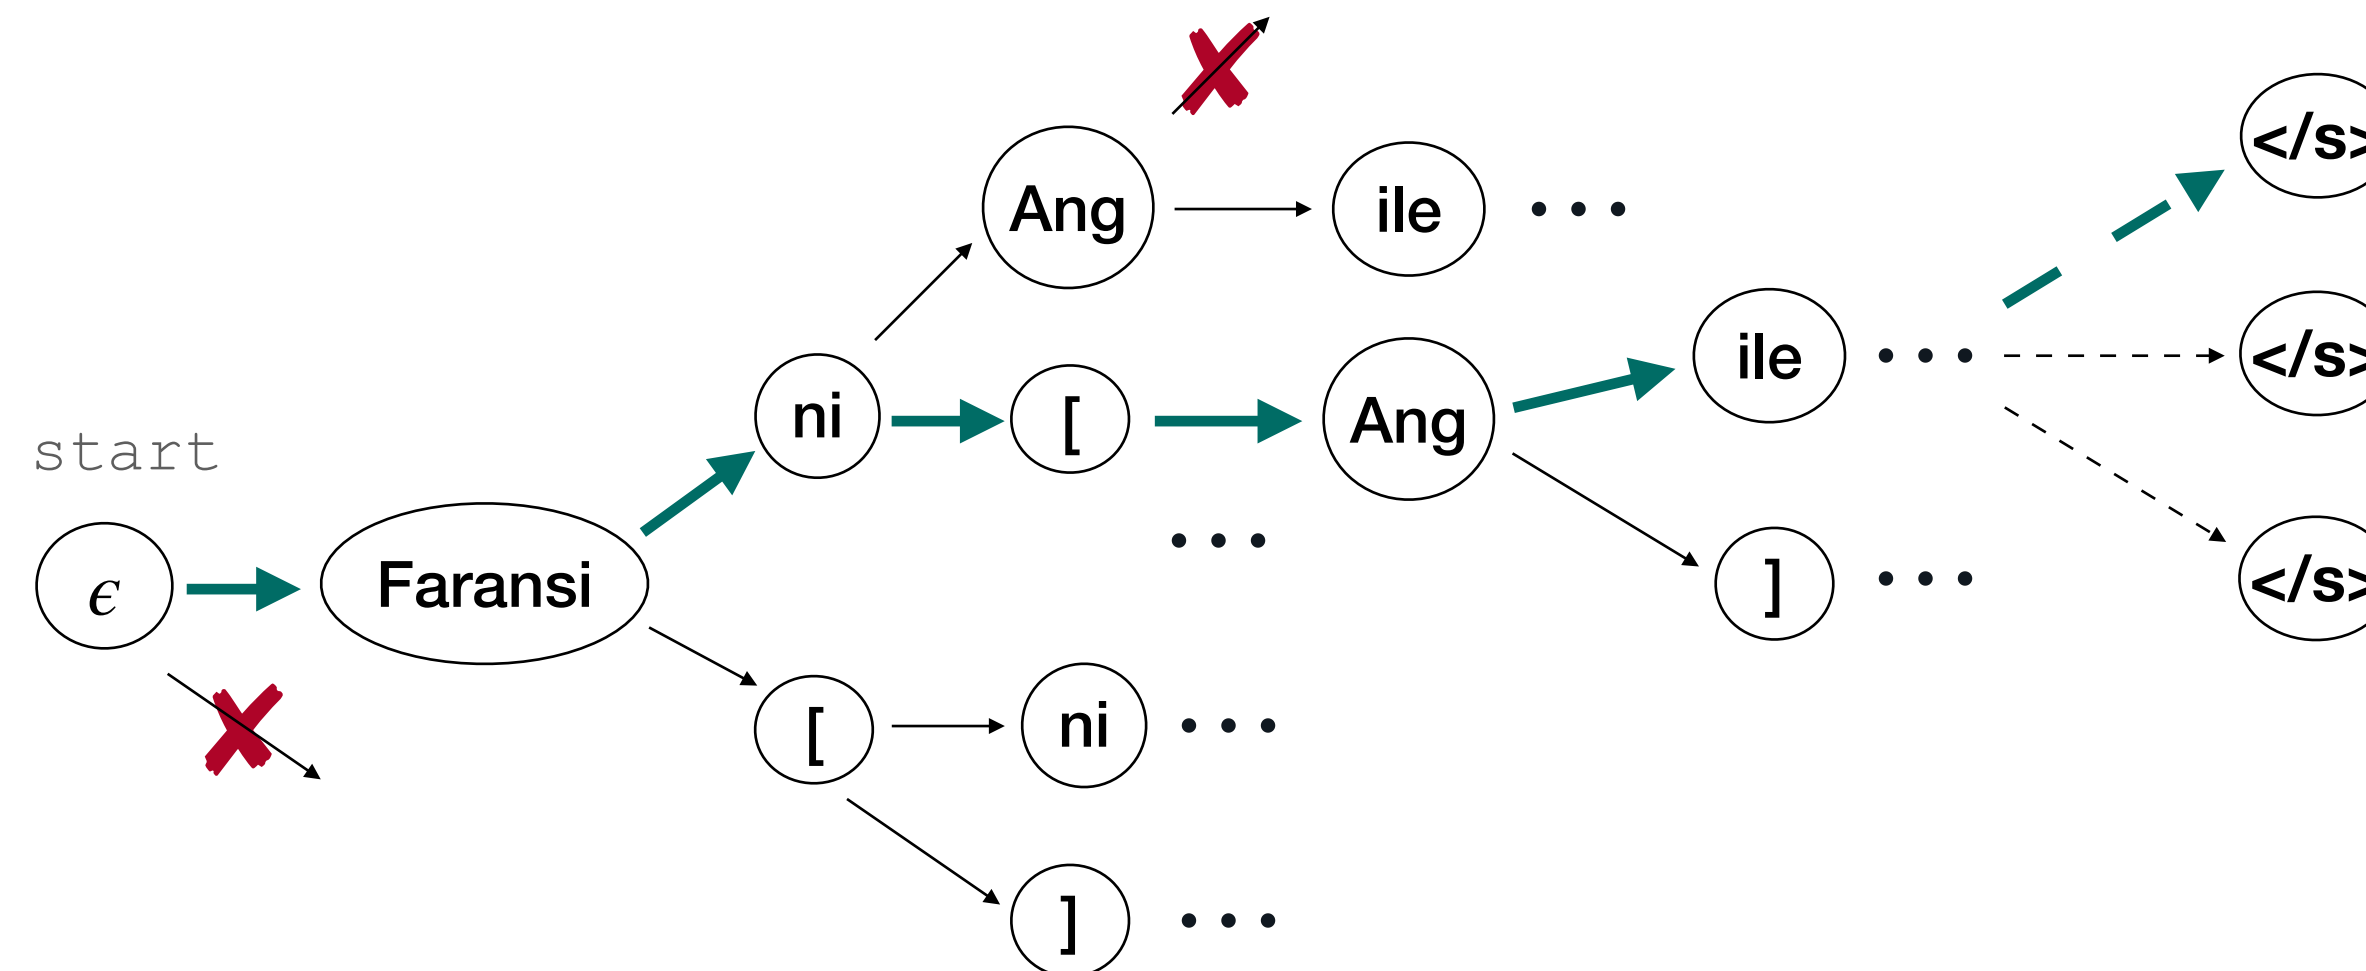 </s>
Ang ile • • •
ile • • • </s>
ni [ Ang
start
• • •
ϵ Faransi ] • • • </s>
[ ni • • •
] • • •